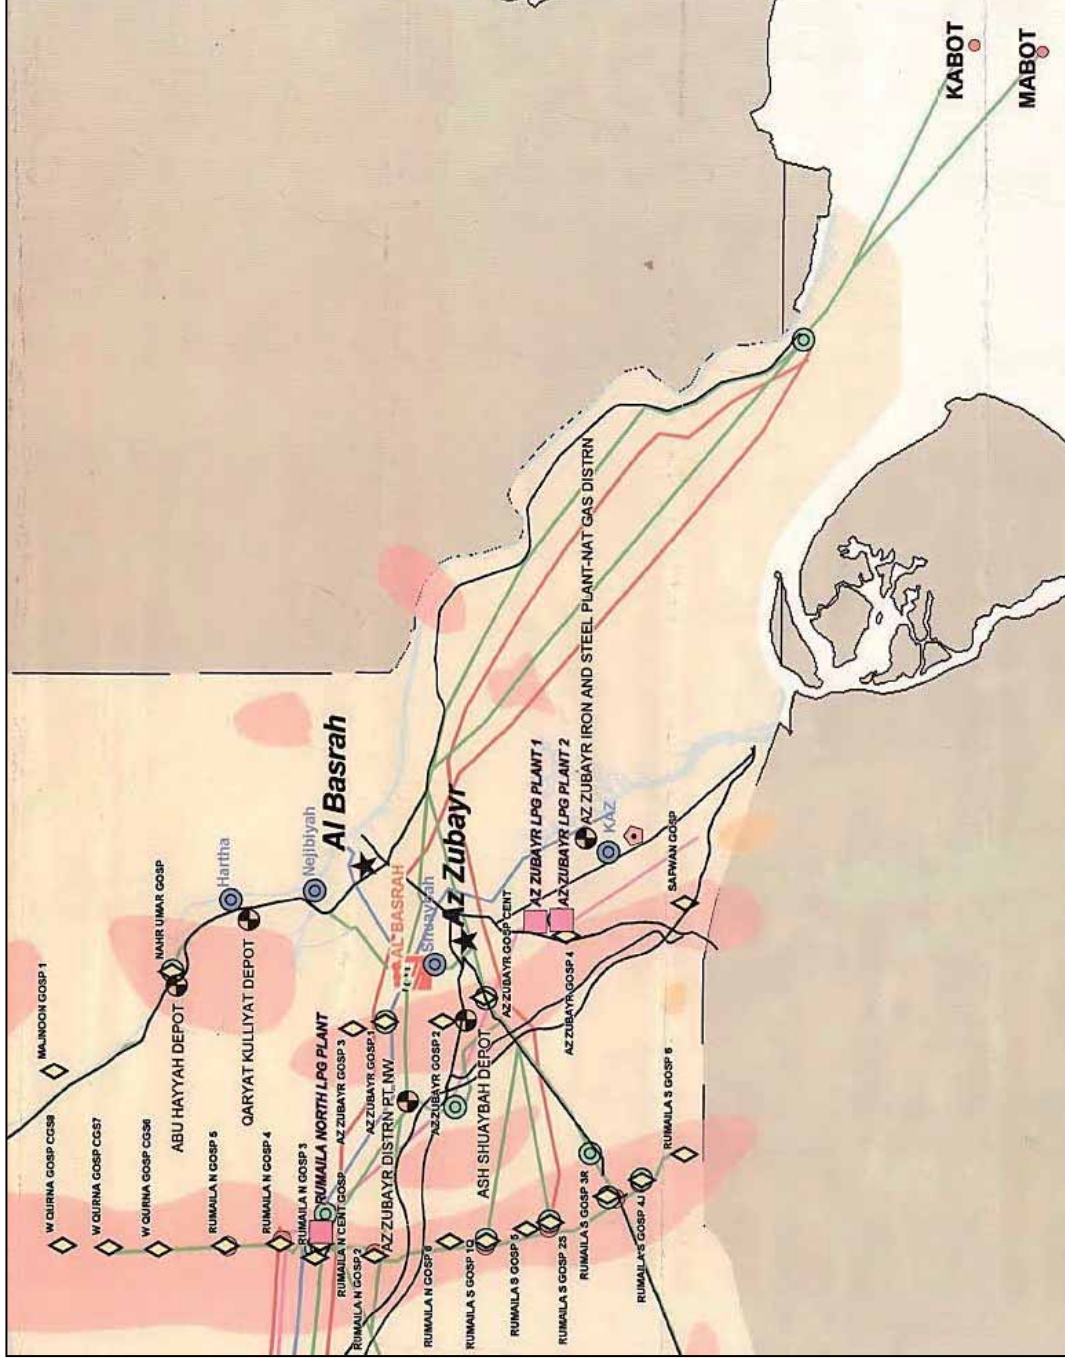 KABOT
MABOT
MAJNOON GOSP 1
NAHR UMAR GOSP
Hartha
Nejibiyah
Al Basrah
ABU HAYYAH DEPOT
QARYAT KULLIYAT DEPOT
W QURNA GOSP CGS8
W QURNA GOSP CGS7
W QURNA GOSP CGS6
RUMAILA N GOSP 5
RUMAILA N GOSP 4
RUMAILA N GOSP 3
RUMAILA NORTH LPG PLANT
RUMAILA N CENT GOSP
RUMAILA N GOSP 2
AZ ZUBAYR GOSP 3
AZ ZUBAYR GOSP 1
AZ ZUBAYR DISTRN PT NW
AL BASRAH
Shuaybah
Az Zubayr
AZ ZUBAYR GOSP 2
RUMAILA N GOSP 6
RUMAILA S GOSP 1Q
ASH SHUAYBAH DEPOT
AZ ZUBAYR GOSP CENT
RUMAILA S GOSP 5
RUMAILA S GOSP 2S
AZ ZUBAYR LPG PLANT 1
AZ ZUBAYR LPG PLANT 2
AZ ZUBAYR GOSP 4
AZ ZUBAYR IRON AND STEEL PLANT-NAT GAS DISTRN
KAZ
RUMAILA S GOSP 3R
RUMAILA S GOSP 4J
RUMAILA S GOSP 6
SAFWAN GOSP